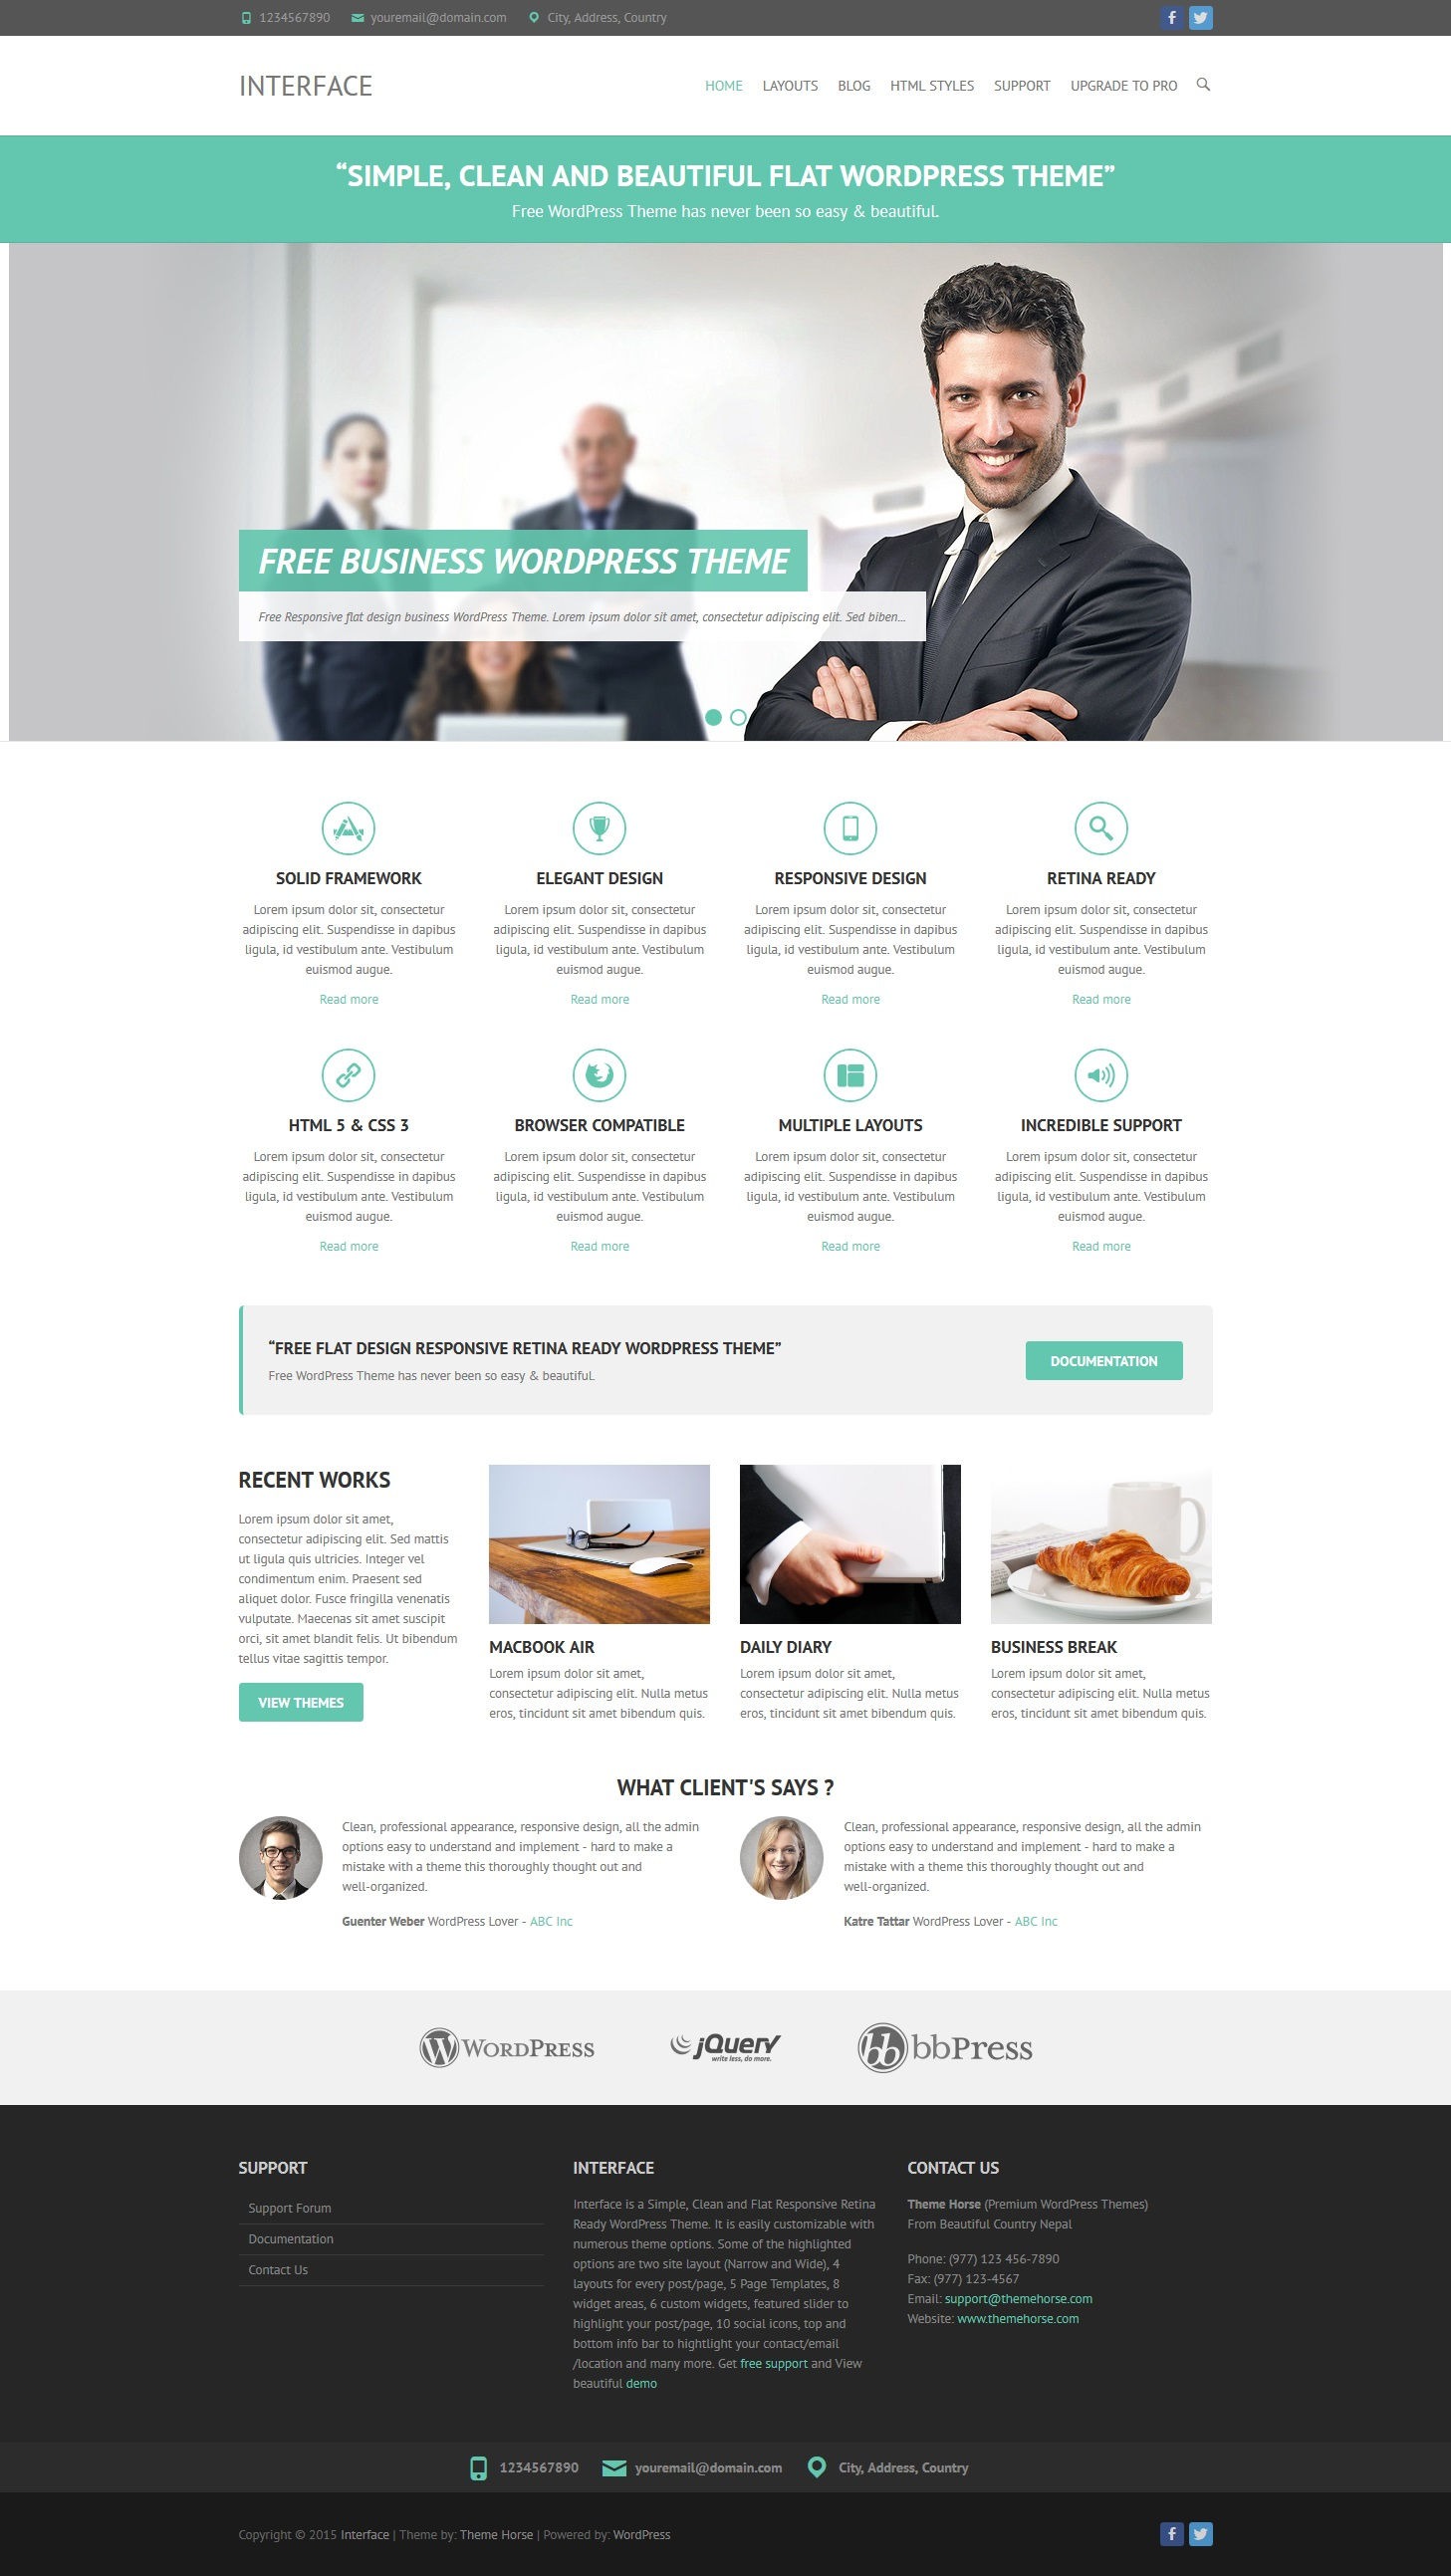 1234567890 youremail@domain.com City, Address, Country
INTERFACE
HOME LAYOUTS BLOG HTML STYLES SUPPORT UPGRADE TO PRO
“SIMPLE, CLEAN AND BEAUTIFUL FLAT WORDPRESS THEME”
Free WordPress Theme has never been so easy & beautiful.
FREE BUSINESS WORDPRESS THEME
Free Responsive flat design business WordPress Theme. Lorem ipsum dolor sit amet, consectetur adipiscing elit. Sed biben...
SOLID FRAMEWORK
Lorem ipsum dolor sit, consectetur
adipiscing elit. Suspendisse in dapibus
ligula, id vestibulum ante. Vestibulum
euismod augue.
Read more
ELEGANT DESIGN
Lorem ipsum dolor sit, consectetur
adipiscing elit. Suspendisse in dapibus
ligula, id vestibulum ante. Vestibulum
euismod augue.
Read more
RESPONSIVE DESIGN
Lorem ipsum dolor sit, consectetur
adipiscing elit. Suspendisse in dapibus
ligula, id vestibulum ante. Vestibulum
euismod augue.
Read more
RETINA READY
Lorem ipsum dolor sit, consectetur
adipiscing elit. Suspendisse in dapibus
ligula, id vestibulum ante. Vestibulum
euismod augue.
Read more
HTML 5 & CSS 3
Lorem ipsum dolor sit, consectetur
adipiscing elit. Suspendisse in dapibus
ligula, id vestibulum ante. Vestibulum
euismod augue.
Read more
BROWSER COMPATIBLE
Lorem ipsum dolor sit, consectetur
adipiscing elit. Suspendisse in dapibus
ligula, id vestibulum ante. Vestibulum
euismod augue.
Read more
MULTIPLE LAYOUTS
Lorem ipsum dolor sit, consectetur
adipiscing elit. Suspendisse in dapibus
ligula, id vestibulum ante. Vestibulum
euismod augue.
Read more
INCREDIBLE SUPPORT
Lorem ipsum dolor sit, consectetur
adipiscing elit. Suspendisse in dapibus
ligula, id vestibulum ante. Vestibulum
euismod augue.
Read more
“FREE FLAT DESIGN RESPONSIVE RETINA READY WORDPRESS THEME”
Free WordPress Theme has never been so easy & beautiful.
DOCUMENTATION
RECENT WORKS
Lorem ipsum dolor sit amet,
consectetur adipiscing elit. Sed mattis
ut ligula quis ultricies. Integer vel
condimentum enim. Praesent sed
aliquet dolor. Fusce fringilla venenatis
vulputate. Maecenas sit amet suscipit
orci, sit amet blandit felis. Ut bibendum
tellus vitae sagittis tempor.
VIEW THEMES
MACBOOK AIR
Lorem ipsum dolor sit amet,
consectetur adipiscing elit. Nulla metus
eros, tincidunt sit amet bibendum quis.
DAILY DIARY
Lorem ipsum dolor sit amet,
consectetur adipiscing elit. Nulla metus
eros, tincidunt sit amet bibendum quis.
BUSINESS BREAK
Lorem ipsum dolor sit amet,
consectetur adipiscing elit. Nulla metus
eros, tincidunt sit amet bibendum quis.
WHAT CLIENT'S SAYS ?
Clean, professional appearance, responsive design, all the admin
options easy to understand and implement - hard to make a
mistake with a theme this thoroughly thought out and
well-organized.
Guenter Weber WordPress Lover - ABC Inc
Clean, professional appearance, responsive design, all the admin
options easy to understand and implement - hard to make a
mistake with a theme this thoroughly thought out and
well-organized.
Katre Tattar WordPress Lover - ABC Inc
WORDPRESS
jQuery
write less, do more.
bb bbPress
SUPPORT
Support Forum
Documentation
Contact Us
INTERFACE
Interface is a Simple, Clean and Flat Responsive Retina
Ready WordPress Theme. It is easily customizable with
numerous theme options. Some of the highlighted
options are two site layout (Narrow and Wide), 4
layouts for every post/page, 5 Page Templates, 8
widget areas, 6 custom widgets, featured slider to
highlight your post/page, 10 social icons, top and
bottom info bar to hightlight your contact/email
/location and many more. Get free support and View
beautiful demo
CONTACT US
Theme Horse (Premium WordPress Themes)
From Beautiful Country Nepal
Phone: (977) 123 456-7890
Fax: (977) 123-4567
Email: support@themehorse.com
Website: www.themehorse.com
1234567890 youremail@domain.com City, Address, Country
Copyright © 2015 Interface | Theme by: Theme Horse | Powered by: WordPress